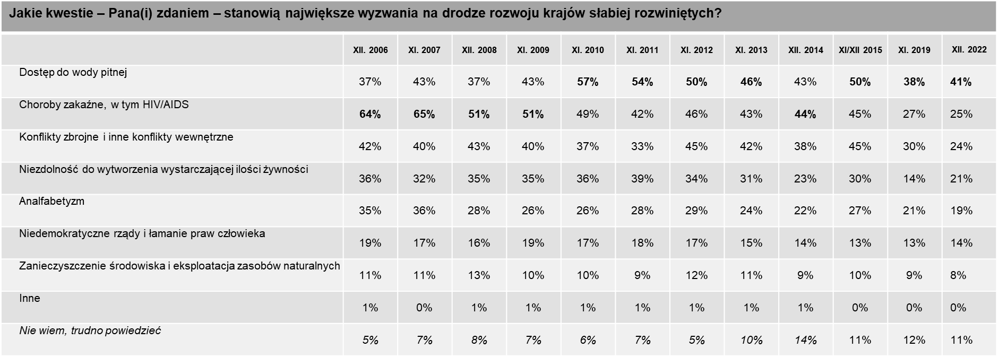 Jakie kwestie – Pana(i) zdaniem – stanowią największe wyzwania na drodze rozwoju krajów słabiej rozwiniętych?
XII. 2006 XI. 2007 XII. 2008 XI. 2009 XI. 2010 XI. 2011 XI. 2012 XI. 2013 XII. 2014 XI/XII 2015 XI. 2019 XII. 2022
Dostęp do wody pitnej 37% 43% 37% 43% 57% 54% 50% 46% 43% 50% 38% 41%
Choroby zakaźne, w tym HIV/AIDS 64% 65% 51% 51% 49% 42% 46% 43% 44% 45% 27% 25%
Konflikty zbrojne i inne konflikty wewnętrzne 42% 40% 43% 40% 37% 33% 45% 42% 38% 45% 30% 24%
Niezdolność do wytworzenia wystarczającej ilości żywności 36% 32% 35% 35% 36% 39% 34% 31% 23% 30% 14% 21%
Analfabetyzm 35% 36% 28% 26% 26% 28% 29% 24% 22% 27% 21% 19%
Niedemokratyczne rządy i łamanie praw człowieka 19% 17% 16% 19% 17% 18% 17% 15% 14% 13% 13% 14%
Zanieczyszczenie środowiska i eksploatacja zasobów naturalnych 11% 11% 13% 10% 10% 9% 12% 11% 9% 10% 9% 8%
Inne 1% 0% 1% 1% 1% 1% 1% 1% 1% 0% 0% 0%
Nie wiem, trudno powiedzieć 5% 7% 8% 7% 6% 7% 5% 10% 14% 11% 12% 11%